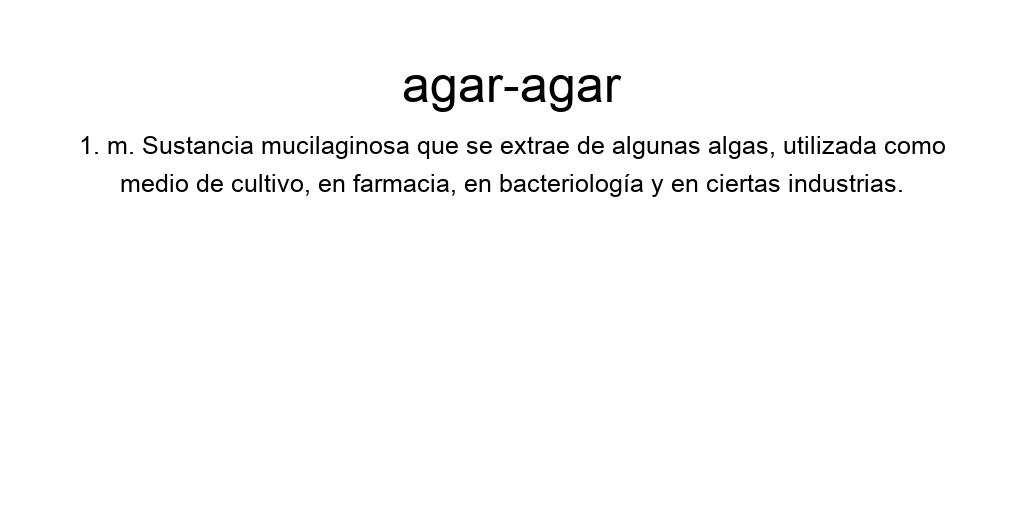 agar-agar
1. m. Sustancia mucilaginosa que se extrae de algunas algas, utilizada como
medio de cultivo, en farmacia, en bacteriología y en ciertas industrias.